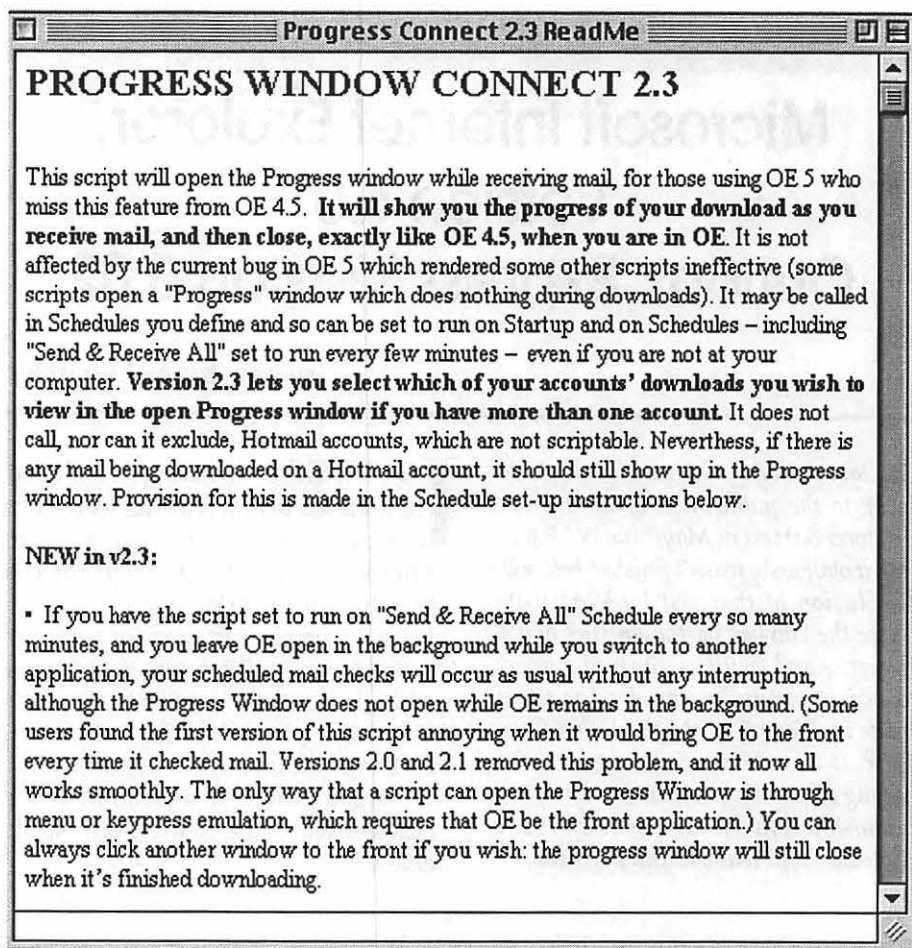 Progress Connect 2.3 ReadMe
PROGRESS WINDOW CONNECT 2.3
This script will open the Progress window while receiving mail, for those using OE 5 who
miss this feature from OE 4.5. It will show you the progress of your download as you
receive mail, and then close, exactly like OE 4.5, when you are in OE. It is not
affected by the current bug in OE 5 which rendered some other scripts ineffective (some
scripts open a "Progress" window which does nothing during downloads). It may be called
in Schedules you define and so can be set to run on Startup and on Schedules – including
"Send & Receive All" set to run every few minutes – even if you are not at your
computer. Version 2.3 lets you select which of your accounts' downloads you wish to
view in the open Progress window if you have more than one account. It does not
call, nor can it exclude, Hotmail accounts, which are not scriptable. Neverthess, if there is
any mail being downloaded on a Hotmail account, it should still show up in the Progress
window. Provision for this is made in the Schedule set-up instructions below.
NEW in v2.3:
▪ If you have the script set to run on "Send & Receive All" Schedule every so many
minutes, and you leave OE open in the background while you switch to another
application, your scheduled mail checks will occur as usual without any interruption,
although the Progress Window does not open while OE remains in the background. (Some
users found the first version of this script annoying when it would bring OE to the front
every time it checked mail. Versions 2.0 and 2.1 removed this problem, and it now all
works smoothly. The only way that a script can open the Progress Window is through
menu or keypress emulation, which requires that OE be the front application.) You can
always click another window to the front if you wish: the progress window will still close
when it's finished downloading.